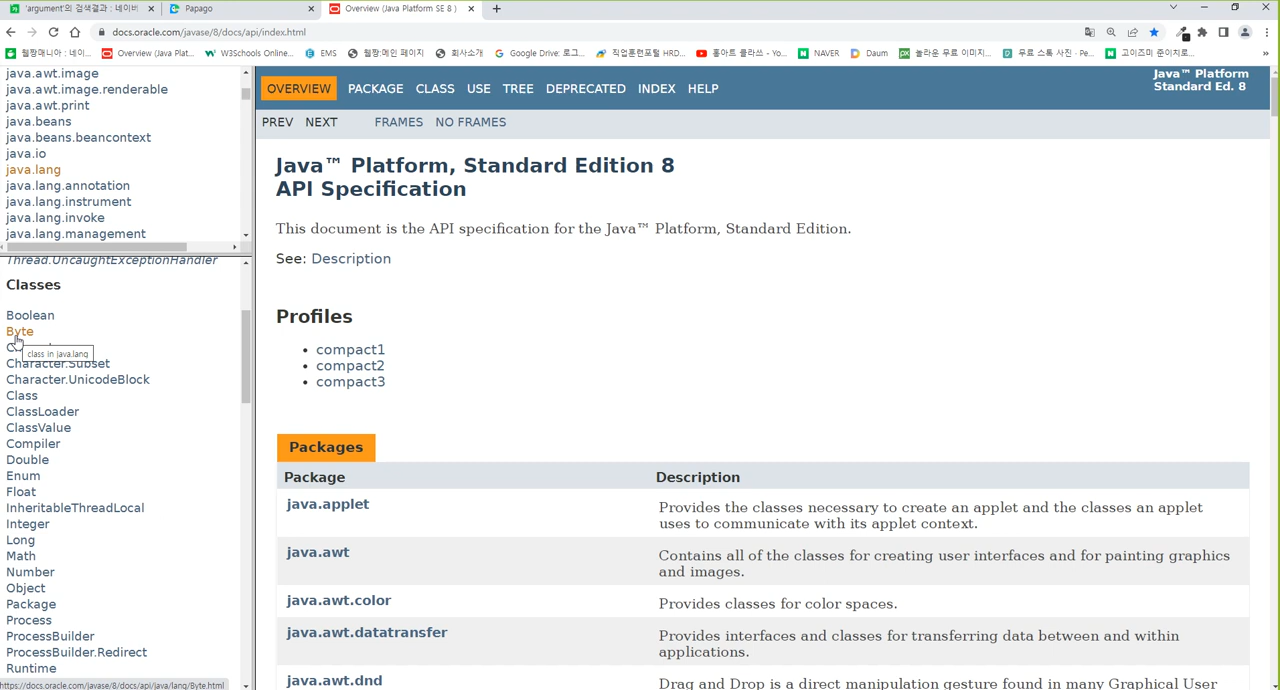 'argument'의 검색결과 : 네이버
Papago
Overview (Java Platform SE 8 )
docs.oracle.com/javase/8/docs/api/index.html
웰짱매니아 : 네이...
Overview (Java Plat...
W3Schools Online...
EMS
웰짱:메인 페이지
회사소개
Google Drive: 로그...
직업훈련포털 HRD...
홍아트 클라쓰 - Yo...
NAVER
Daum
놀라운 무료 이미지...
무료 스톡 사진 · Pe...
고이즈미 준이치로...
java.awt.image
java.awt.image.renderable
java.awt.print
java.beans
java.beans.beancontext
java.io
java.lang
java.lang.annotation
java.lang.instrument
java.lang.invoke
java.lang.management
Thread.UncaughtExceptionHandler
Classes
Boolean
Byte
class in java.lang
Character.Subset
Character.UnicodeBlock
Class
ClassLoader
ClassValue
Compiler
Double
Enum
Float
InheritableThreadLocal
Integer
Long
Math
Number
Object
Package
Process
ProcessBuilder
ProcessBuilder.Redirect
Runtime
https://docs.oracle.com/javase/8/docs/api/java/lang/Byte.html
OVERVIEW PACKAGE CLASS USE TREE DEPRECATED INDEX HELP
Java™ Platform
Standard Ed. 8
PREV NEXT FRAMES NO FRAMES
Java™ Platform, Standard Edition 8
API Specification
This document is the API specification for the Java™ Platform, Standard Edition.
See: Description
Profiles
• compact1
• compact2
• compact3
Packages
Package Description
java.applet Provides the classes necessary to create an applet and the classes an applet
uses to communicate with its applet context.
java.awt Contains all of the classes for creating user interfaces and for painting graphics
and images.
java.awt.color Provides classes for color spaces.
java.awt.datatransfer Provides interfaces and classes for transferring data between and within
applications.
java.awt.dnd Drag and Drop is a direct manipulation gesture found in many Graphical User